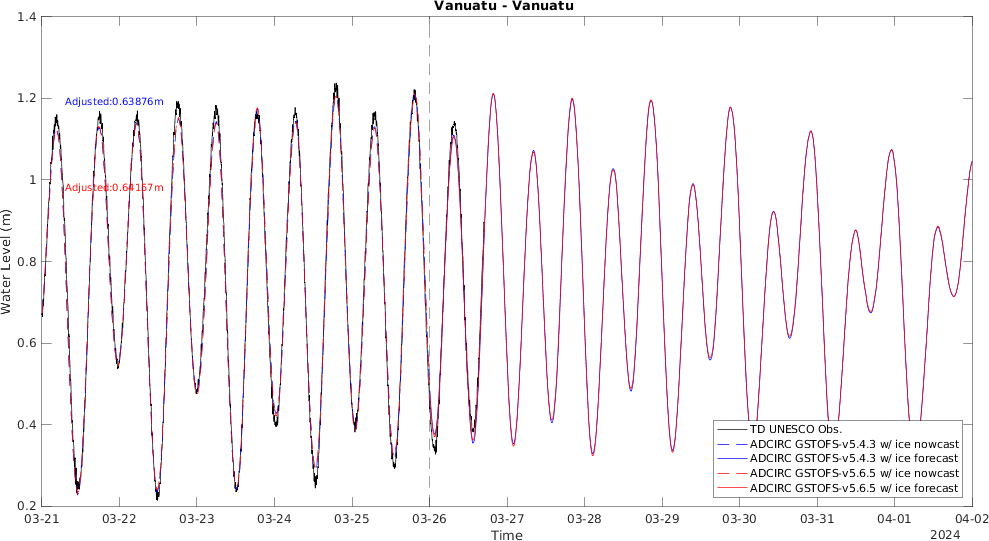 Vanuatu - Vanuatu
1.4
1.2
1
0.8
0.6
0.4
0.2
Water Level (m)
Adjusted:0.63876m
Adjusted:0.64167m
TD UNESCO Obs.
ADCIRC GSTOFS-v5.4.3 w/ ice nowcast
ADCIRC GSTOFS-v5.4.3 w/ ice forecast
ADCIRC GSTOFS-v5.6.5 w/ ice nowcast
ADCIRC GSTOFS-v5.6.5 w/ ice forecast
03-21 03-22 03-23 03-24 03-25 03-26 03-27 03-28 03-29 03-30 03-31 04-01 04-02
Time
2024